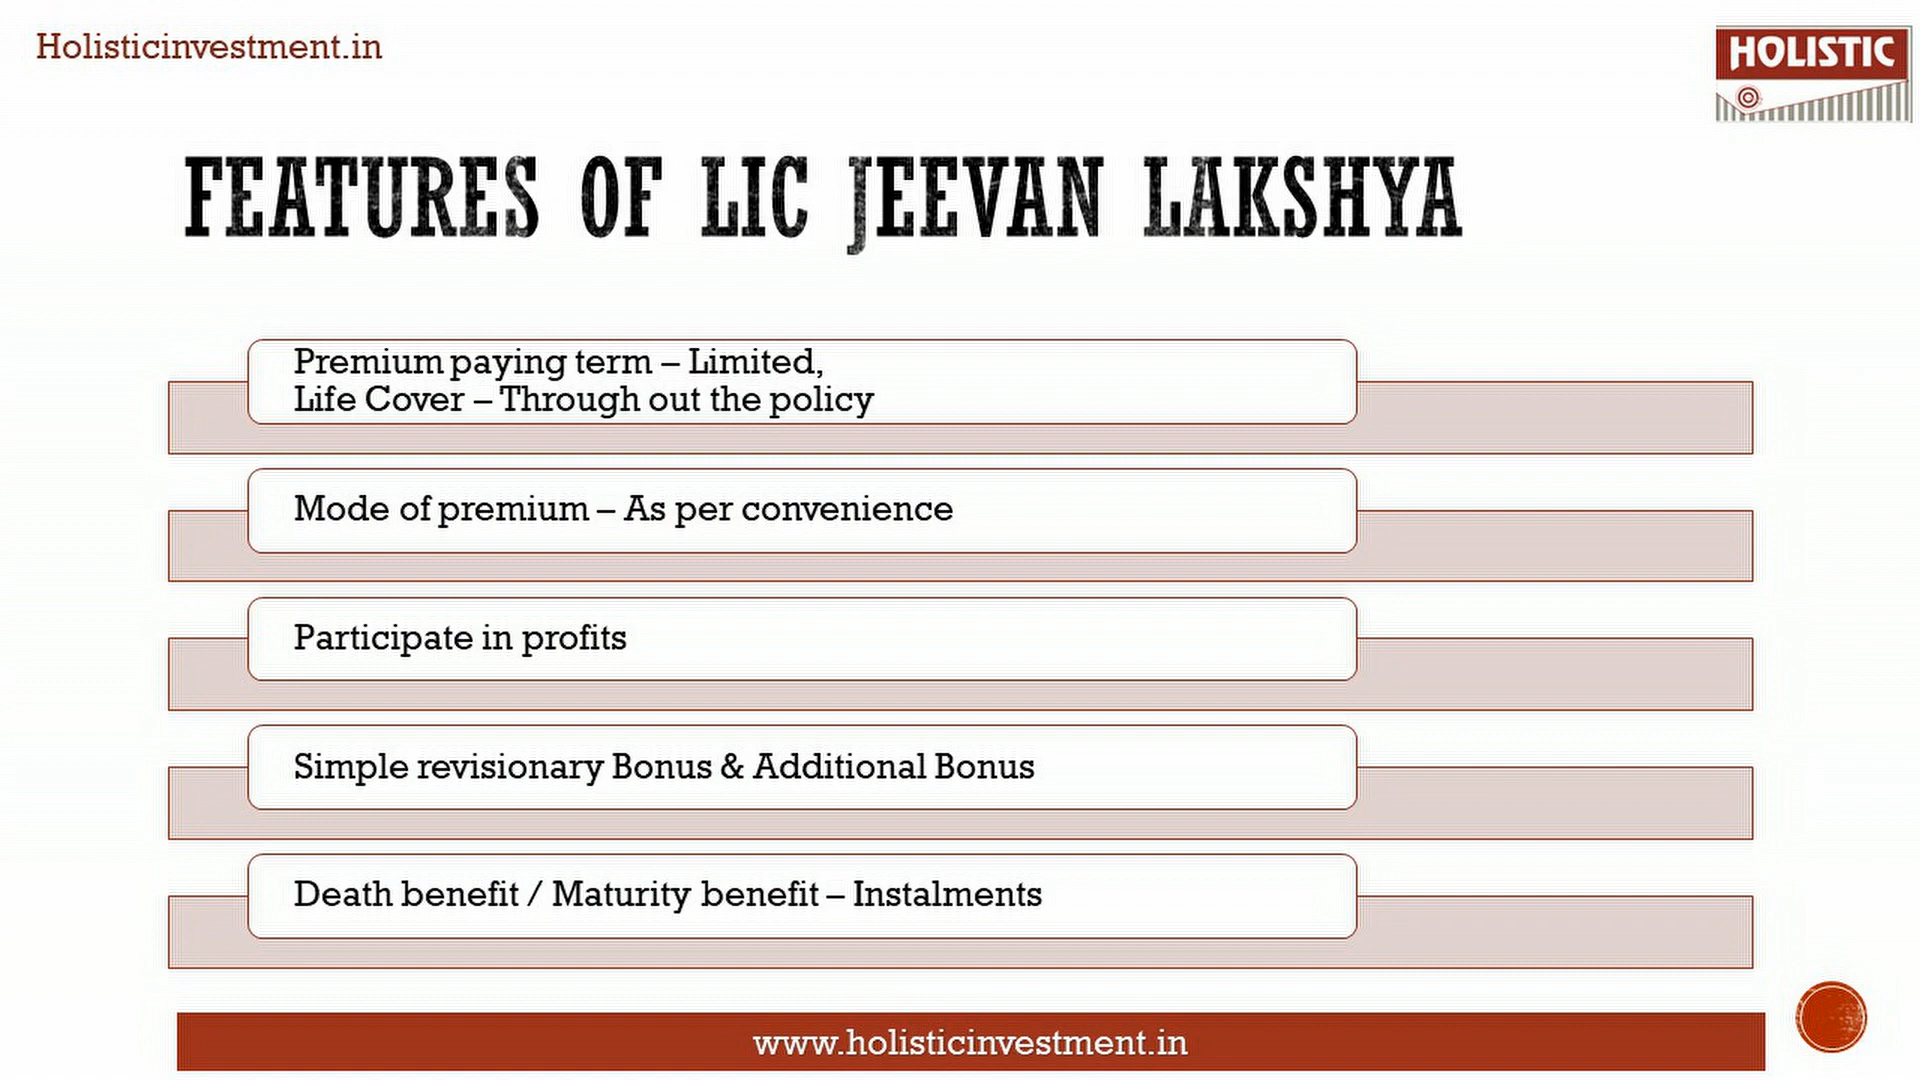 Holisticinvestment.in
HOLISTIC
FEATURES OF LIC JEEVAN LAKSHYA
Premium paying term – Limited,
Life Cover – Through out the policy
Mode of premium – As per convenience
Participate in profits
Simple revisionary Bonus & Additional Bonus
Death benefit / Maturity benefit – Instalments
www.holisticinvestment.in